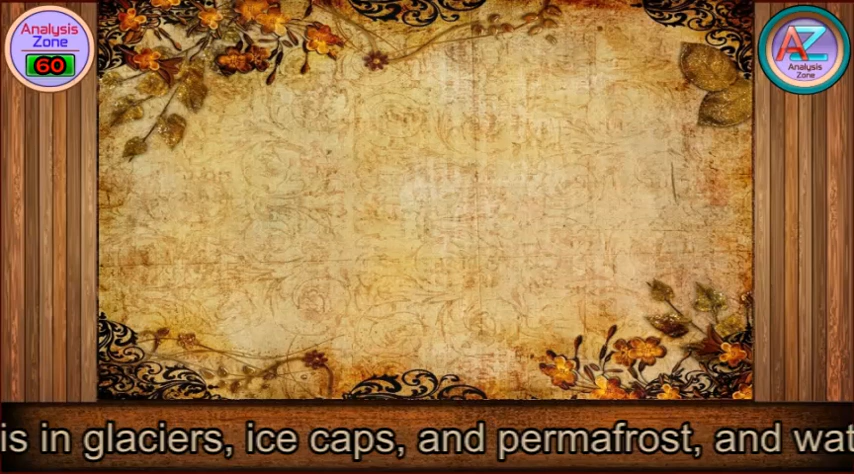 Analysis
Zone
60
AZ
Analysis
Zone
is in glaciers, ice caps, and permafrost, and wat